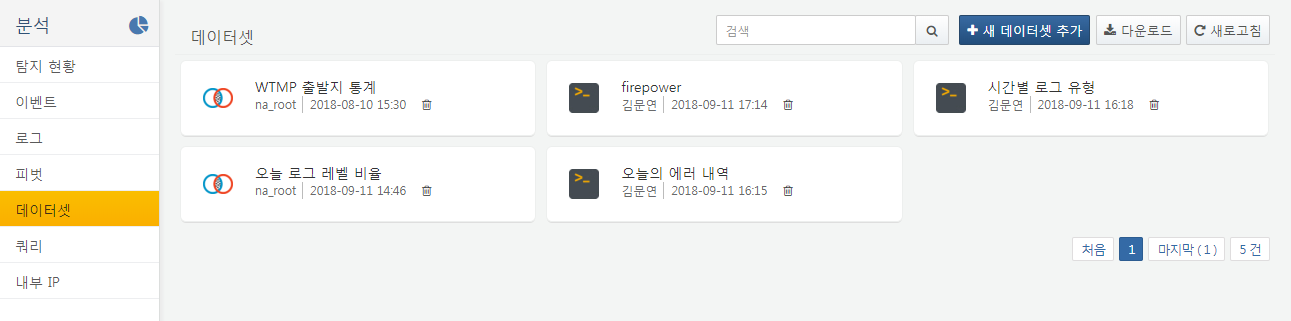 분석
탐지 현황
이벤트
로그
피벗
데이터셋
쿼리
내부 IP
데이터셋
검색
새 데이터셋 추가
다운로드
새로고침
WTMP 출발지 통계
na_root 2018-08-10 15:30
firepower
김문연 2018-09-11 17:14
시간별 로그 유형
김문연 2018-09-11 16:18
오늘 로그 레벨 비율
na_root 2018-09-11 14:46
오늘의 에러 내역
김문연 2018-09-11 16:15
처음 1 마지막 ( 1 ) 5 건